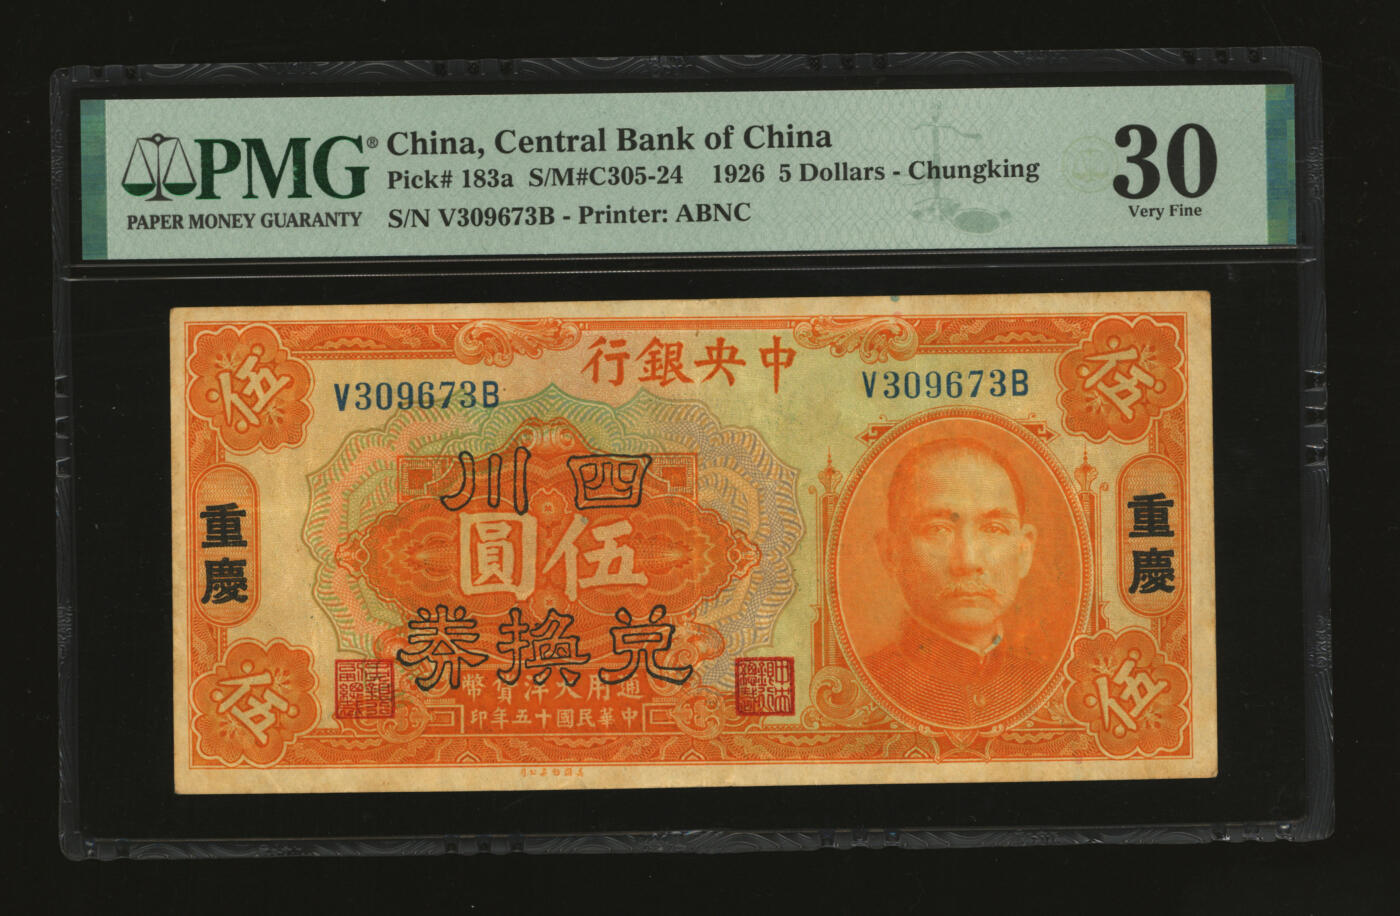 PMG®
PAPER MONEY GUARANTY
China, Central Bank of China
Pick# 183a S/M#C305-24 1926 5 Dollars - Chungking
S/N V309673B - Printer: ABNC
30
Very Fine
行銀央中
V309673B
V309673B
伍
伍
川四
圓伍
重慶
重慶
券換兌
幣貨洋大用通
印年五十國民華中
伍
伍